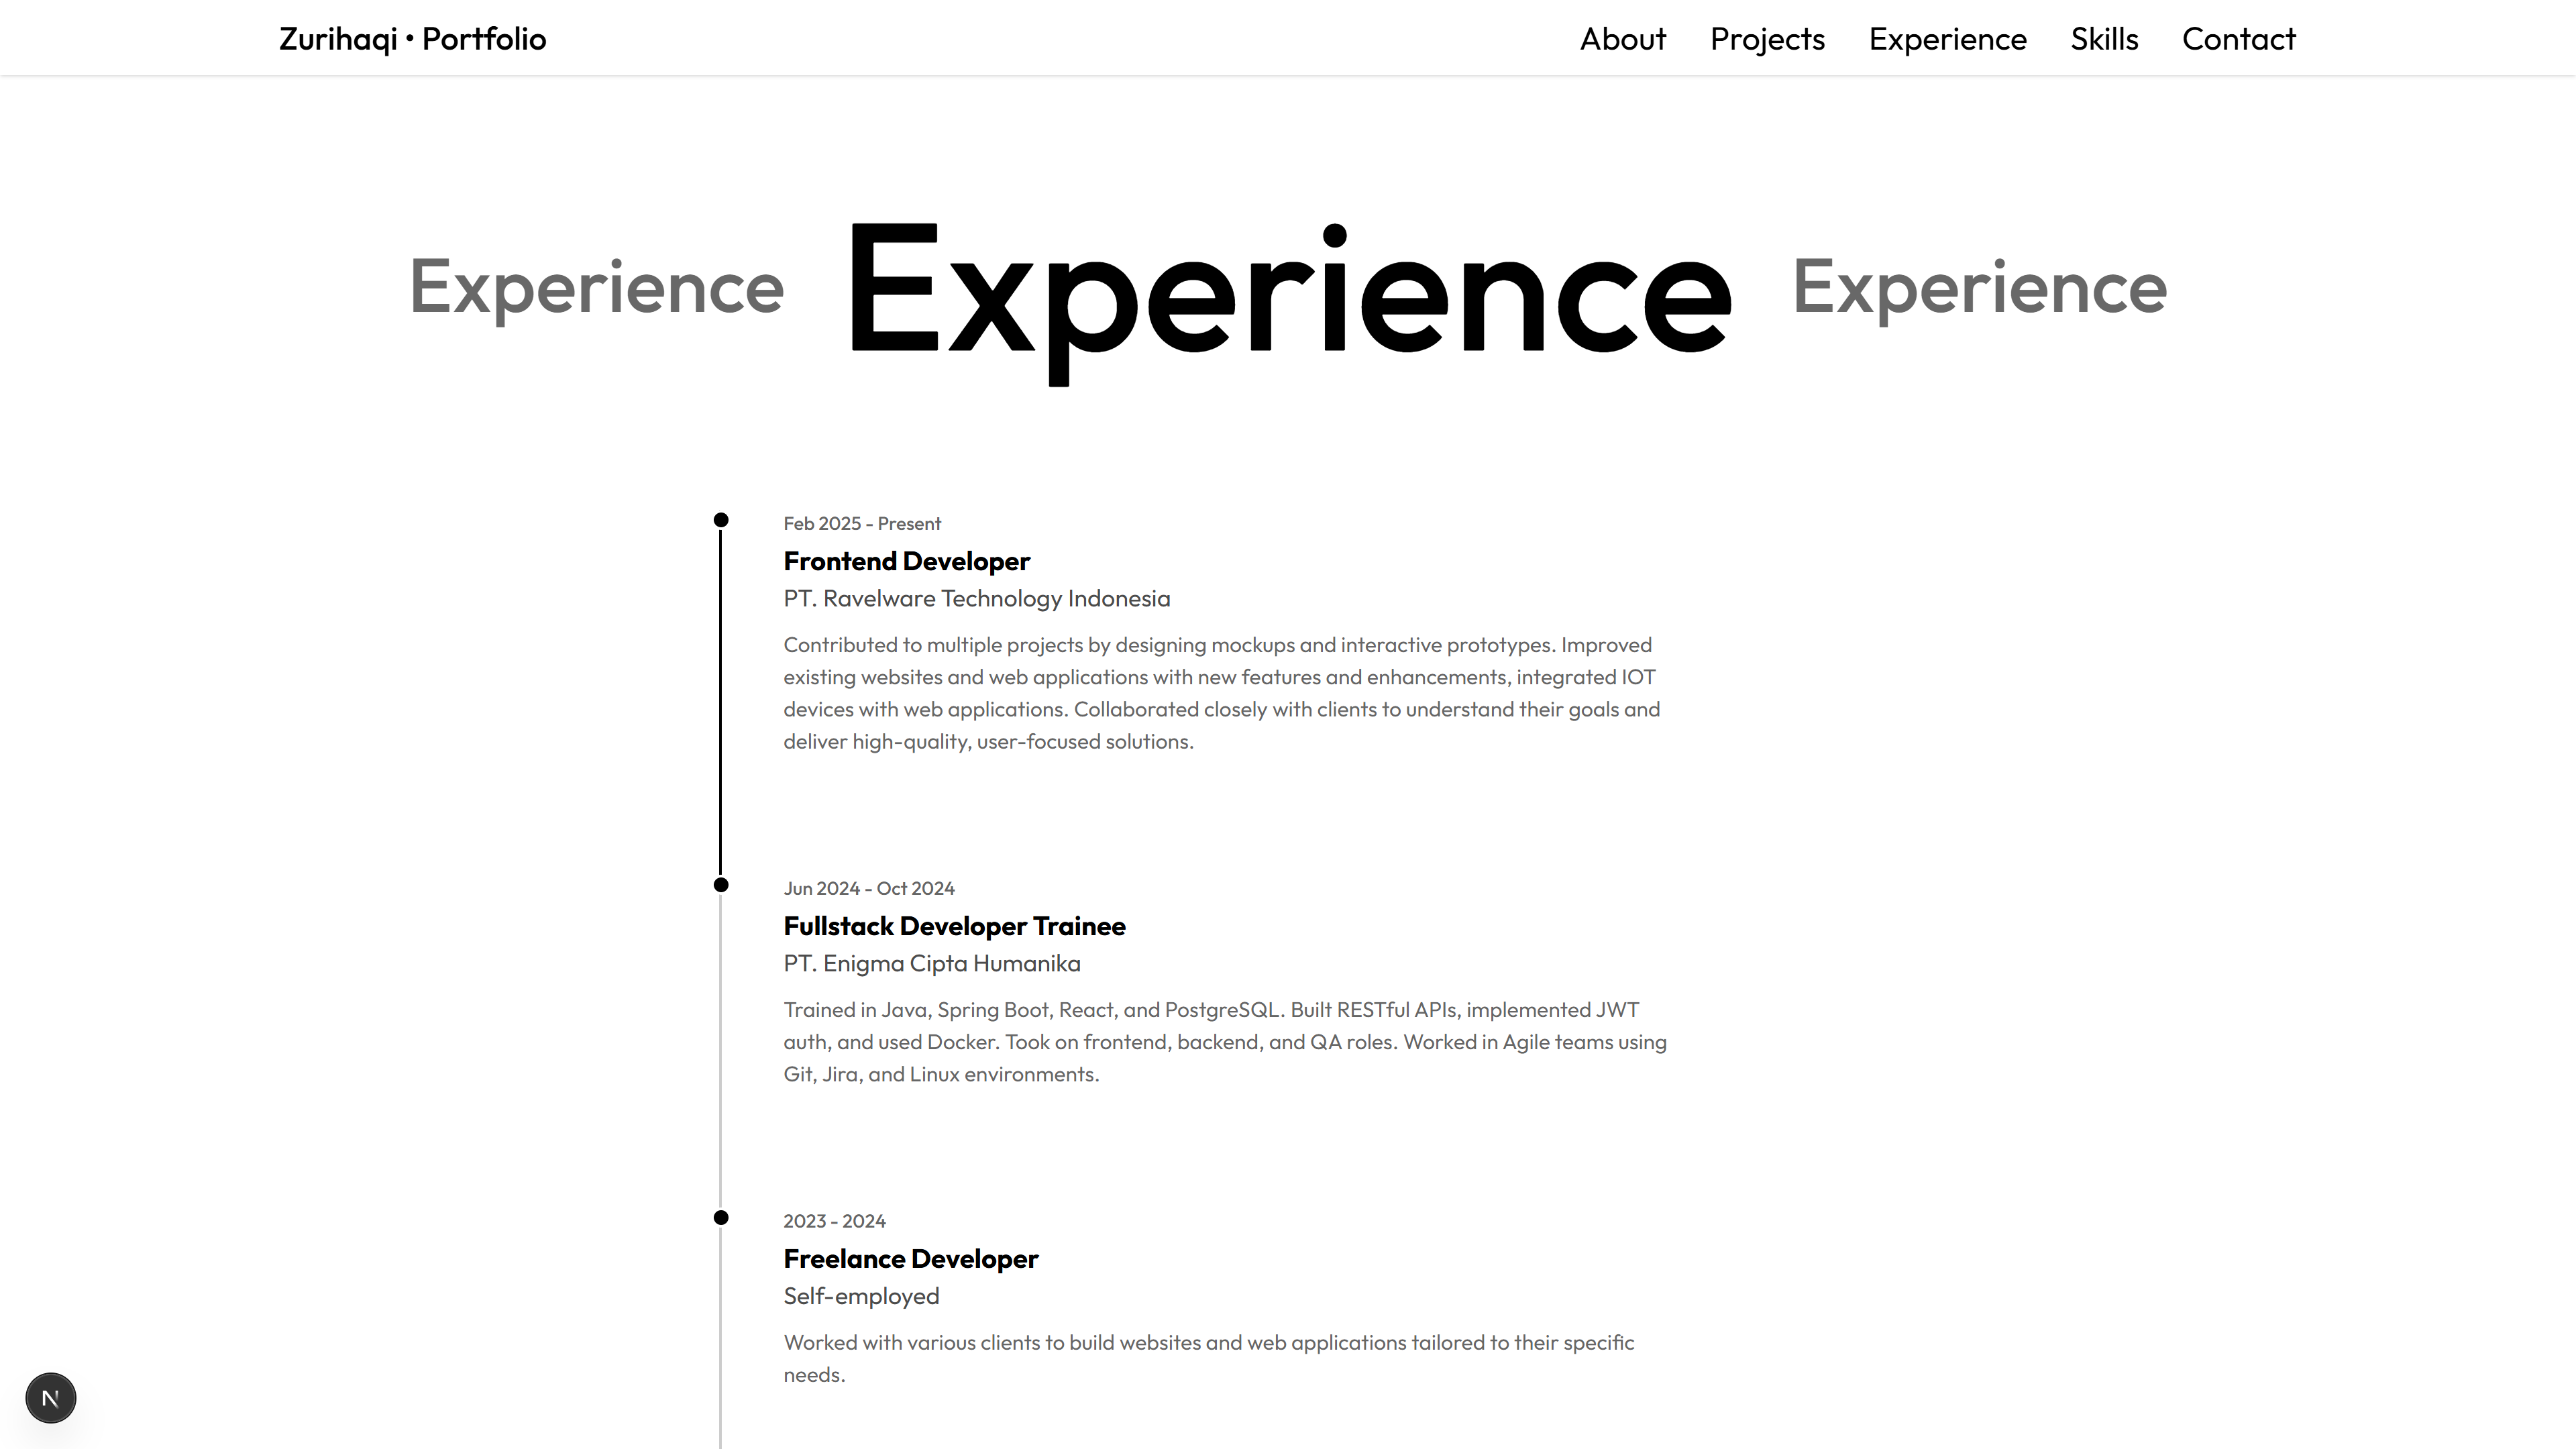 Zurihaqi • Portfolio
About Projects Experience Skills Contact
Experience Experience Experience
Feb 2025 - Present
Frontend Developer
PT. Ravelware Technology Indonesia
Contributed to multiple projects by designing mockups and interactive prototypes. Improved
existing websites and web applications with new features and enhancements, integrated IOT
devices with web applications. Collaborated closely with clients to understand their goals and
deliver high-quality, user-focused solutions.
Jun 2024 - Oct 2024
Fullstack Developer Trainee
PT. Enigma Cipta Humanika
Trained in Java, Spring Boot, React, and PostgreSQL. Built RESTful APIs, implemented JWT
auth, and used Docker. Took on frontend, backend, and QA roles. Worked in Agile teams using
Git, Jira, and Linux environments.
2023 - 2024
Freelance Developer
Self-employed
Worked with various clients to build websites and web applications tailored to their specific
needs.
N